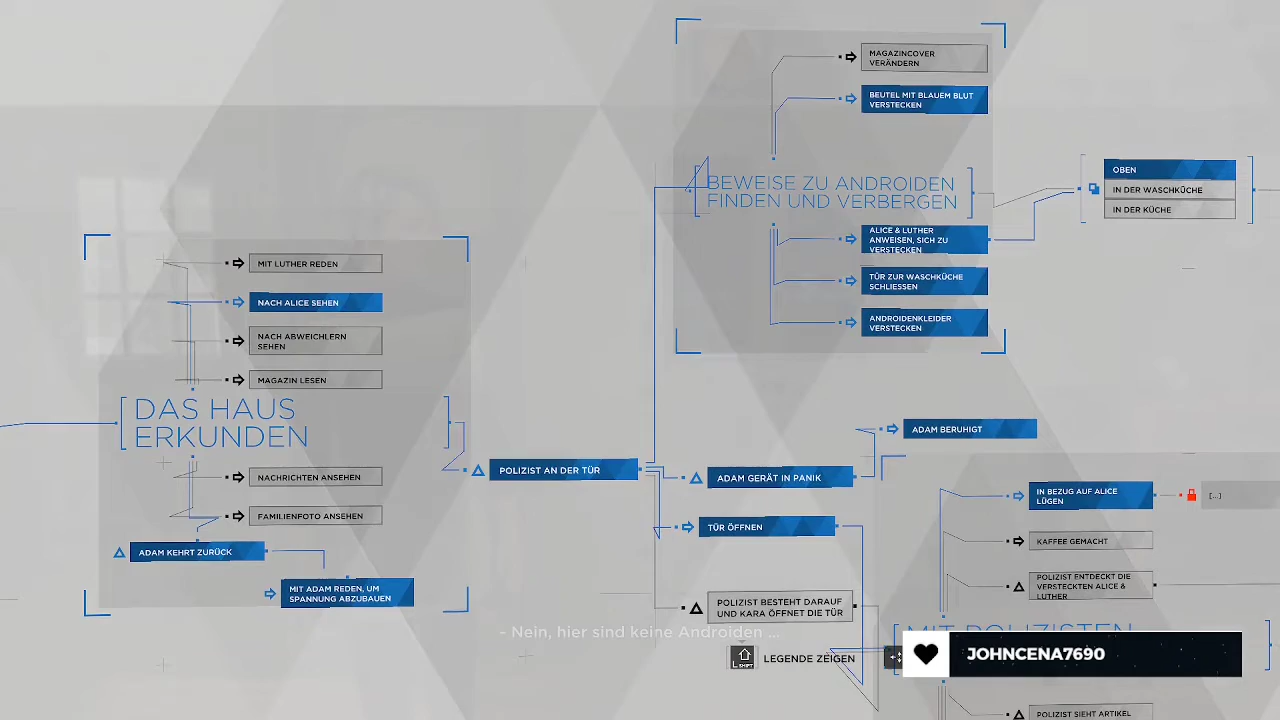 MIT LUTHER REDEN
NACH ALICE SEHEN
NACH ABWEICHLERN
SEHEN
MAGAZIN LESEN
DAS HAUS
ERKUNDEN
NACHRICHTEN ANSEHEN
FAMILIENFOTO ANSEHEN
ADAM KEHRT ZURÜCK
MIT ADAM REDEN, UM
SPANNUNG ABZUBAUEN
POLIZIST AN DER TÜR
MAGAZINCOVER
VERÄNDERN
BEUTEL MIT BLAUEM BLUT
VERSTECKEN
BEWEISE ZU ANDROIDEN
FINDEN UND VERBERGEN
ALICE & LUTHER
ANWEISEN, SICH ZU
VERSTECKEN
TÜR ZUR WASCHKÜCHE
SCHLIESSEN
ANDROIDENKLEIDER
VERSTECKEN
OBEN
IN DER WASCHKÜCHE
IN DER KÜCHE
ADAM BERUHIGT
ADAM GERÄT IN PANIK
TÜR ÖFFNEN
POLIZIST BESTEHT DARAUF
UND KARA ÖFFNET DIE TÜR
IN BEZUG AUF ALICE
LÜGEN
[...]
KAFFEE GEMACHT
POLIZIST ENTDECKT DIE
VERSTECKTEN ALICE &
LUTHER
MIT POLIZISTEN
- Nein, hier sind keine Androiden ...
L SHIFT
LEGENDE ZEIGEN
JOHNCENA7690
POLIZIST SIEHT ARTIKEL